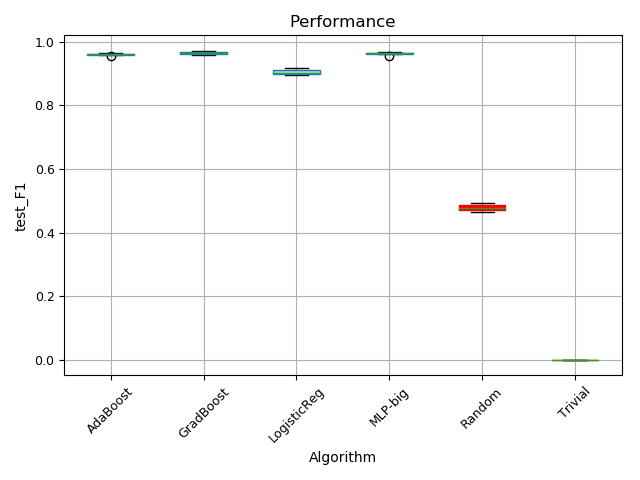 Performance
test_F1
1.0
0.8
0.6
0.4
0.2
0.0
AdaBoost
GradBoost
LogisticReg
MLP-big
Random
Trivial
Algorithm